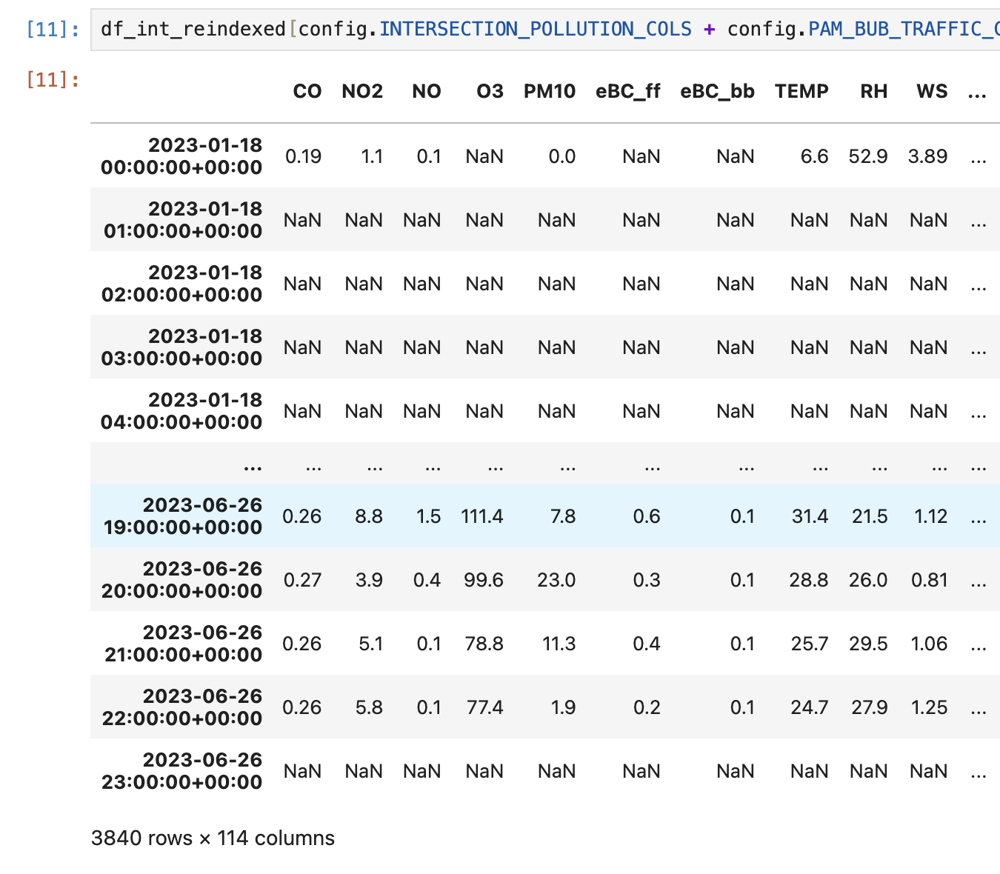 [11]: df_int_reindexed[config.INTERSECTION_POLLUTION_COLS + config.PAM_BUB_TRAFFIC_C
[11]:
CO NO2 NO O3 PM10 eBC_ff eBC_bb TEMP RH WS ...
2023-01-18
00:00:00+00:00 0.19 1.1 0.1 NaN 0.0 NaN NaN 6.6 52.9 3.89 ...
2023-01-18
01:00:00+00:00 NaN NaN NaN NaN NaN NaN NaN NaN NaN NaN ...
2023-01-18
02:00:00+00:00 NaN NaN NaN NaN NaN NaN NaN NaN NaN NaN ...
2023-01-18
03:00:00+00:00 NaN NaN NaN NaN NaN NaN NaN NaN NaN NaN ...
2023-01-18
04:00:00+00:00 NaN NaN NaN NaN NaN NaN NaN NaN NaN NaN ...
... ... ... ... ... ... ... ... ... ... ... ...
2023-06-26
19:00:00+00:00 0.26 8.8 1.5 111.4 7.8 0.6 0.1 31.4 21.5 1.12 ...
2023-06-26
20:00:00+00:00 0.27 3.9 0.4 99.6 23.0 0.3 0.1 28.8 26.0 0.81 ...
2023-06-26
21:00:00+00:00 0.26 5.1 0.1 78.8 11.3 0.4 0.1 25.7 29.5 1.06 ...
2023-06-26
22:00:00+00:00 0.26 5.8 0.1 77.4 1.9 0.2 0.1 24.7 27.9 1.25 ...
2023-06-26
23:00:00+00:00 NaN NaN NaN NaN NaN NaN NaN NaN NaN NaN ...
3840 rows × 114 columns